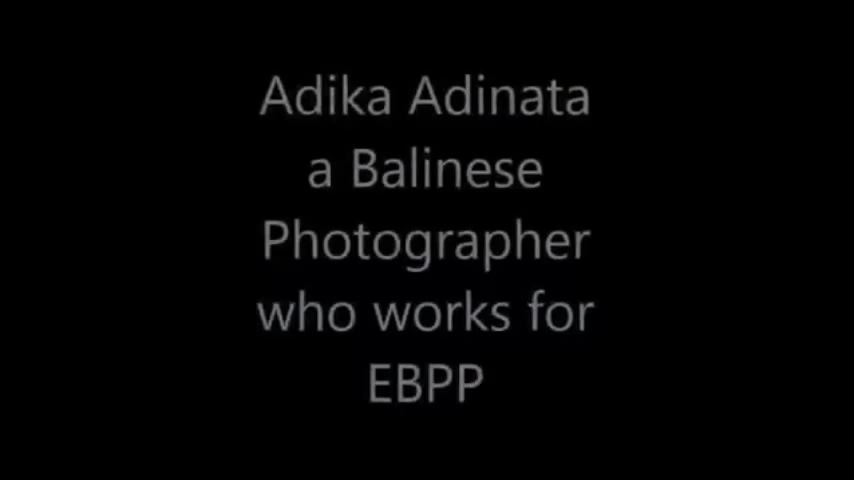 Adika Adinata
a Balinese
Photographer
who works for
EBPP